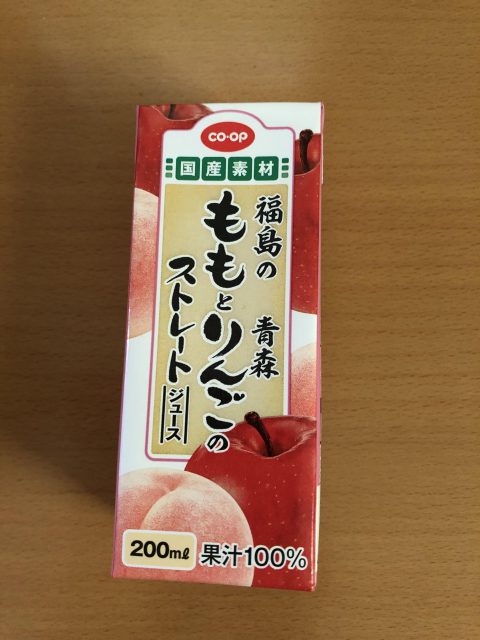 CO・OP
国産素材
福島の
ももと
青森
りんごの
ストレート
ジュース
200ml
果汁100%